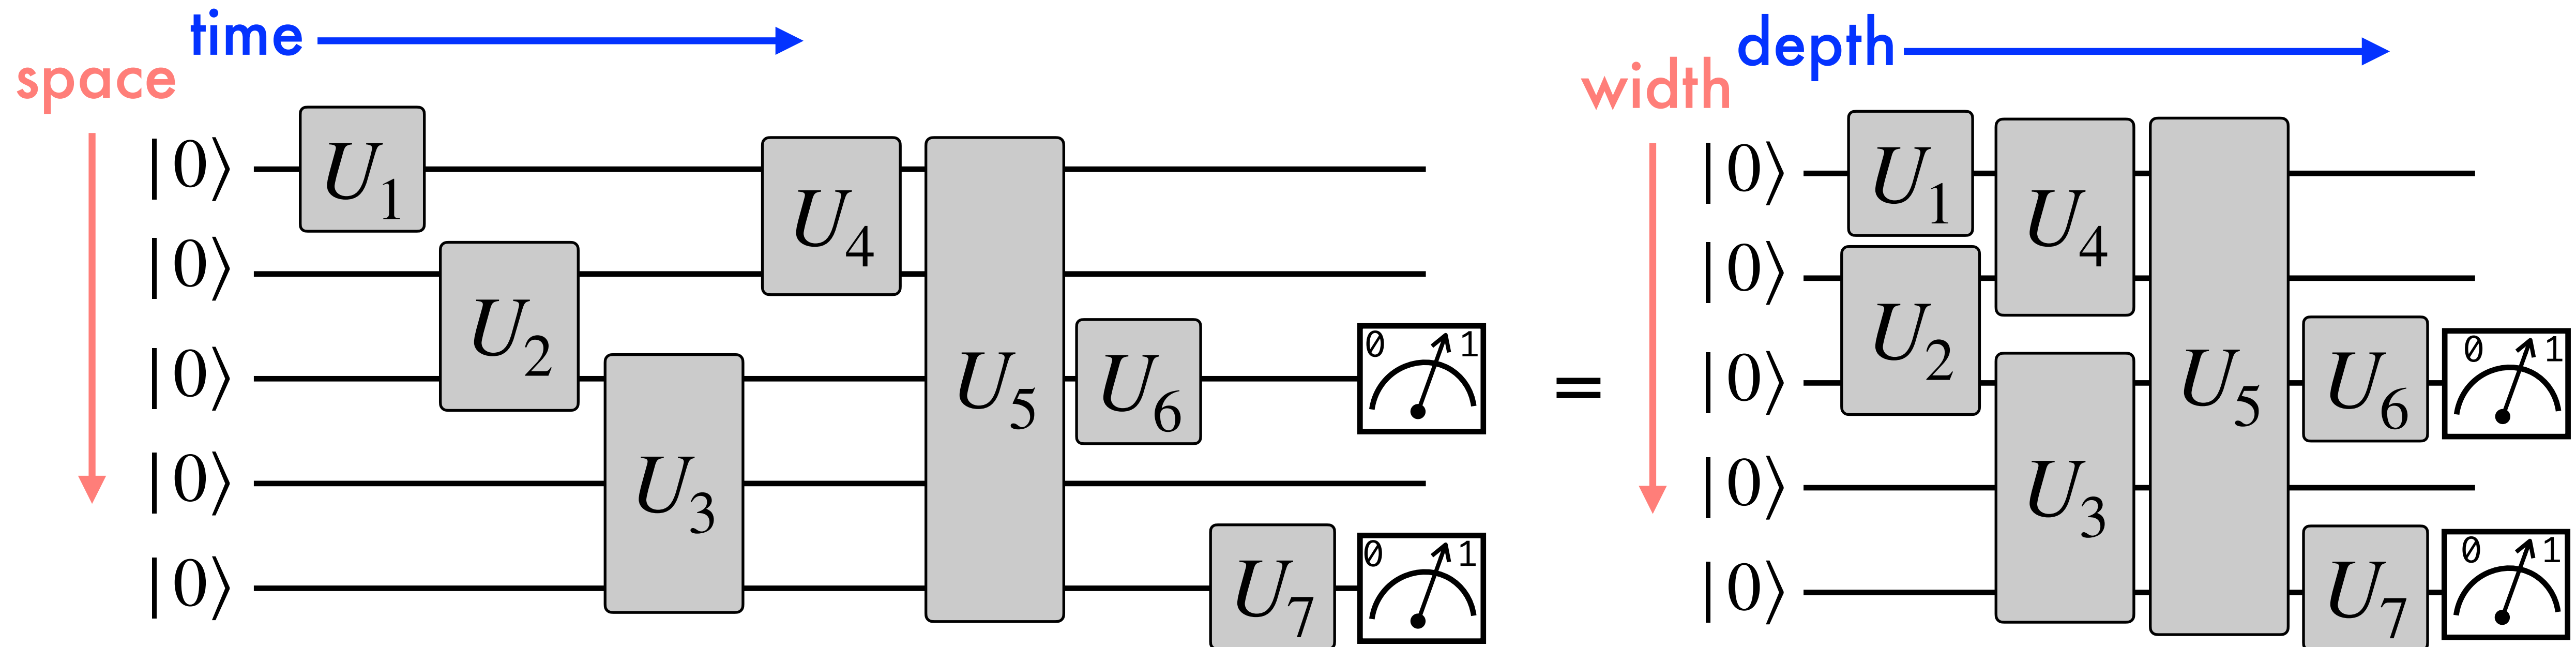 time depth
space width
|0⟩ U1 U4 |0⟩ U1 U4
|0⟩ U2 |0⟩ U2
|0⟩ U5 U6 0 1 = |0⟩ U5 U6 0 1
|0⟩ U3 |0⟩ U3
|0⟩ U7 0 1 |0⟩ U7 0 1